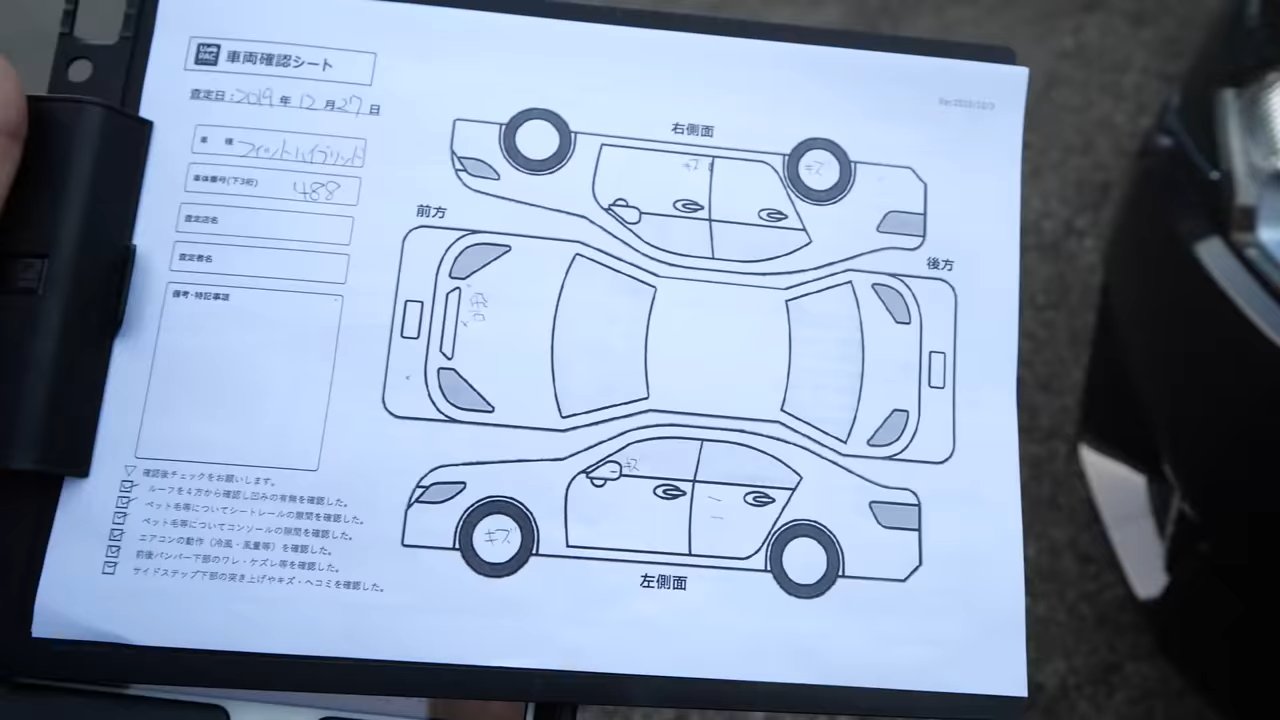 U-PAC
車両確認シート
査定日:2019年12月27日
車種 フィットハイブリット
車体番号(下3桁) 488
査定店名
査定者名
備考・特記事項
▽ 確認後チェックをお願いします。
ルーフを4方から確認し凹みの有無を確認した。
ペット毛等についてシートレールの隙間を確認した。
ペット毛等についてコンソールの隙間を確認した。
エアコンの動作(冷風・風量等)を確認した。
前後バンパー下部のワレ・ケズレ等を確認した。
サイドステップ下部の突き上げやキズ・ヘコミを確認した。
右側面
キズ
キズ
前方
後方
キズ
キズ
左側面